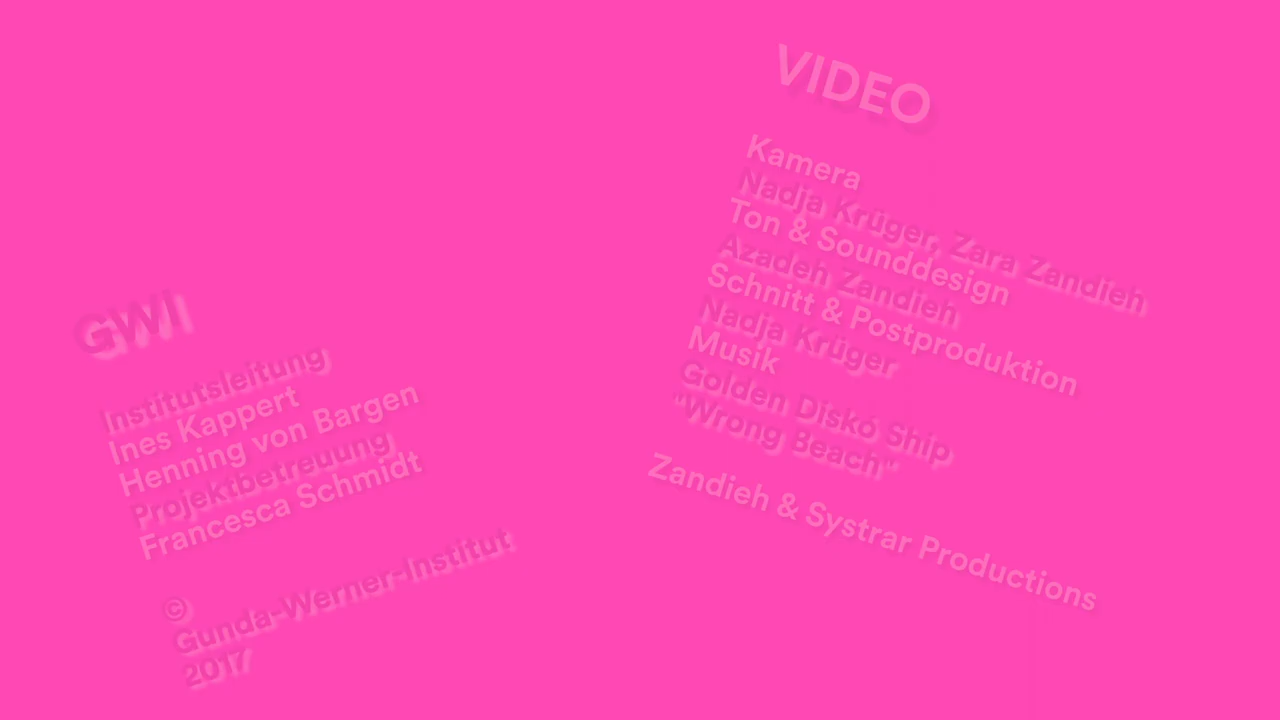 GWI
Institutsleitung
Ines Kappert
Henning von Bargen
Projektbetreuung
Francesca Schmidt
©
Gunda-Werner-Institut
2017
VIDEO
Kamera
Nadja Krüger, Zara Zandieh
Ton & Sounddesign
Azadeh Zandieh
Schnitt & Postproduktion
Nadja Krüger
Musik
Golden Diskó Ship
"Wrong Beach"
Zandieh & Systrar Productions